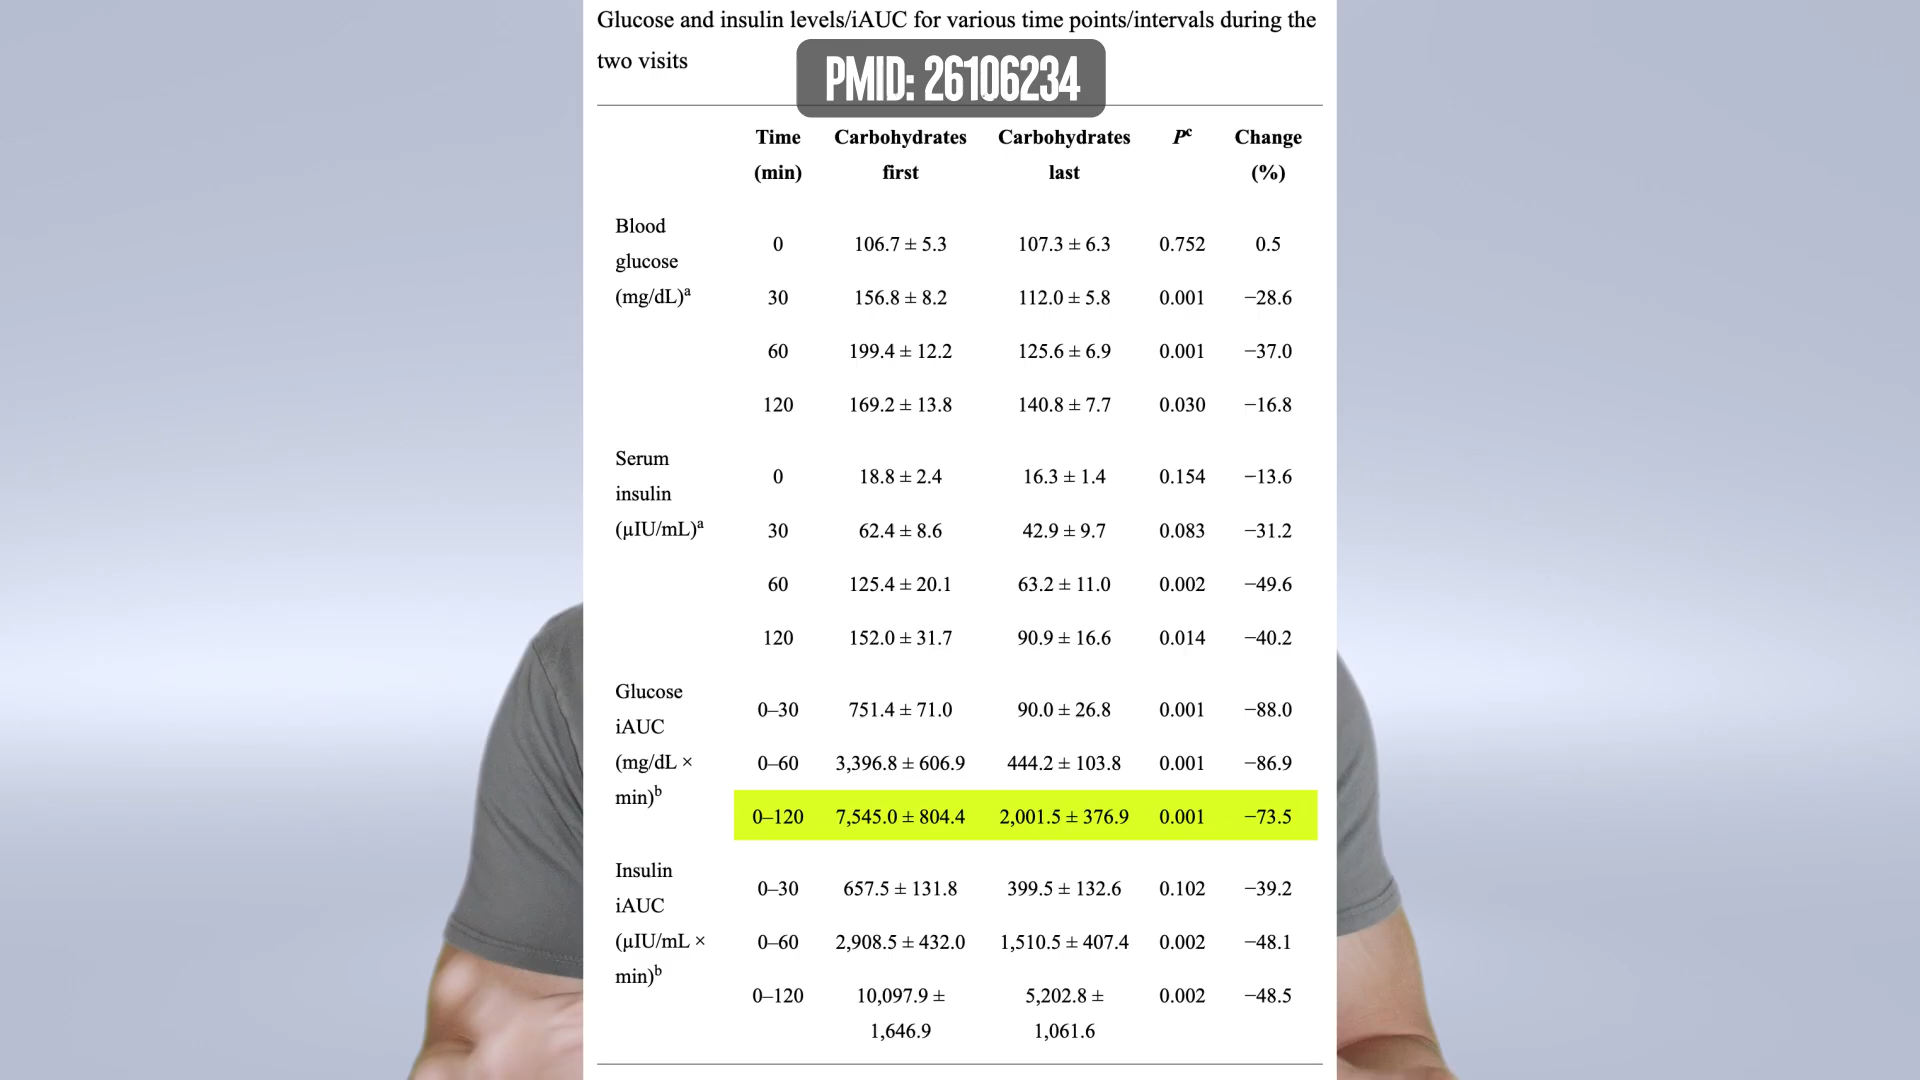 Glucose and insulin levels/iAUC for various time points/intervals during the
two visits
PMID: 26106234
Time (min) Carbohydrates first Carbohydrates last Pᶜ Change (%)
Blood glucose (mg/dL)ᵃ
0 106.7 ± 5.3 107.3 ± 6.3 0.752 0.5
30 156.8 ± 8.2 112.0 ± 5.8 0.001 −28.6
60 199.4 ± 12.2 125.6 ± 6.9 0.001 −37.0
120 169.2 ± 13.8 140.8 ± 7.7 0.030 −16.8
Serum insulin (µIU/mL)ᵃ
0 18.8 ± 2.4 16.3 ± 1.4 0.154 −13.6
30 62.4 ± 8.6 42.9 ± 9.7 0.083 −31.2
60 125.4 ± 20.1 63.2 ± 11.0 0.002 −49.6
120 152.0 ± 31.7 90.9 ± 16.6 0.014 −40.2
Glucose iAUC (mg/dL × min)ᵇ
0–30 751.4 ± 71.0 90.0 ± 26.8 0.001 −88.0
0–60 3,396.8 ± 606.9 444.2 ± 103.8 0.001 −86.9
0–120 7,545.0 ± 804.4 2,001.5 ± 376.9 0.001 −73.5
Insulin iAUC (µIU/mL × min)ᵇ
0–30 657.5 ± 131.8 399.5 ± 132.6 0.102 −39.2
0–60 2,908.5 ± 432.0 1,510.5 ± 407.4 0.002 −48.1
0–120 10,097.9 ± 1,646.9 5,202.8 ± 1,061.6 0.002 −48.5